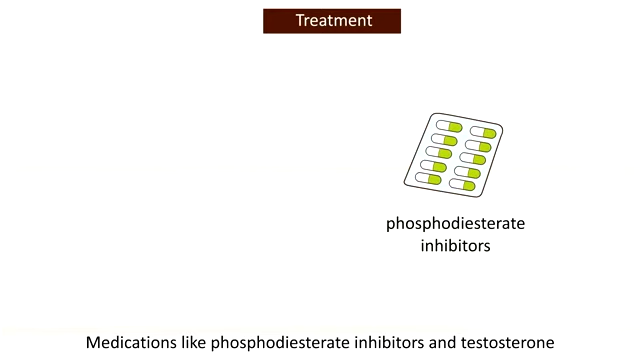 Treatment
phosphodiesterate
inhibitors
Medications like phosphodiesterate inhibitors and testosterone